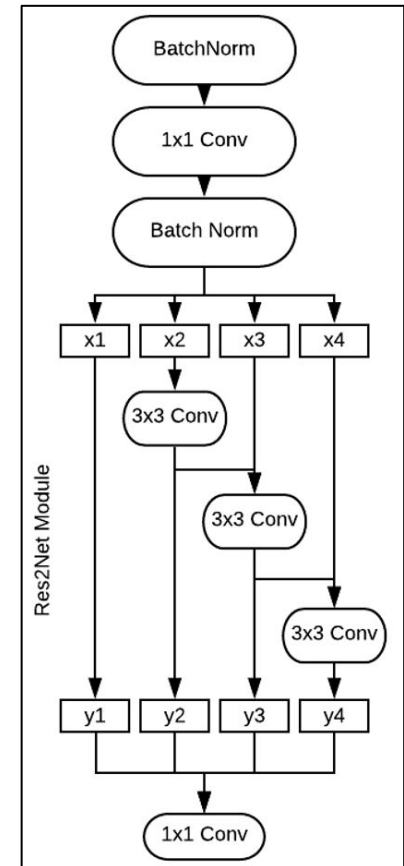 BatchNorm
1x1 Conv
Batch Norm
x1 x2 x3 x4
3x3 Conv
3x3 Conv
3x3 Conv
Res2Net Module
y1 y2 y3 y4
1x1 Conv